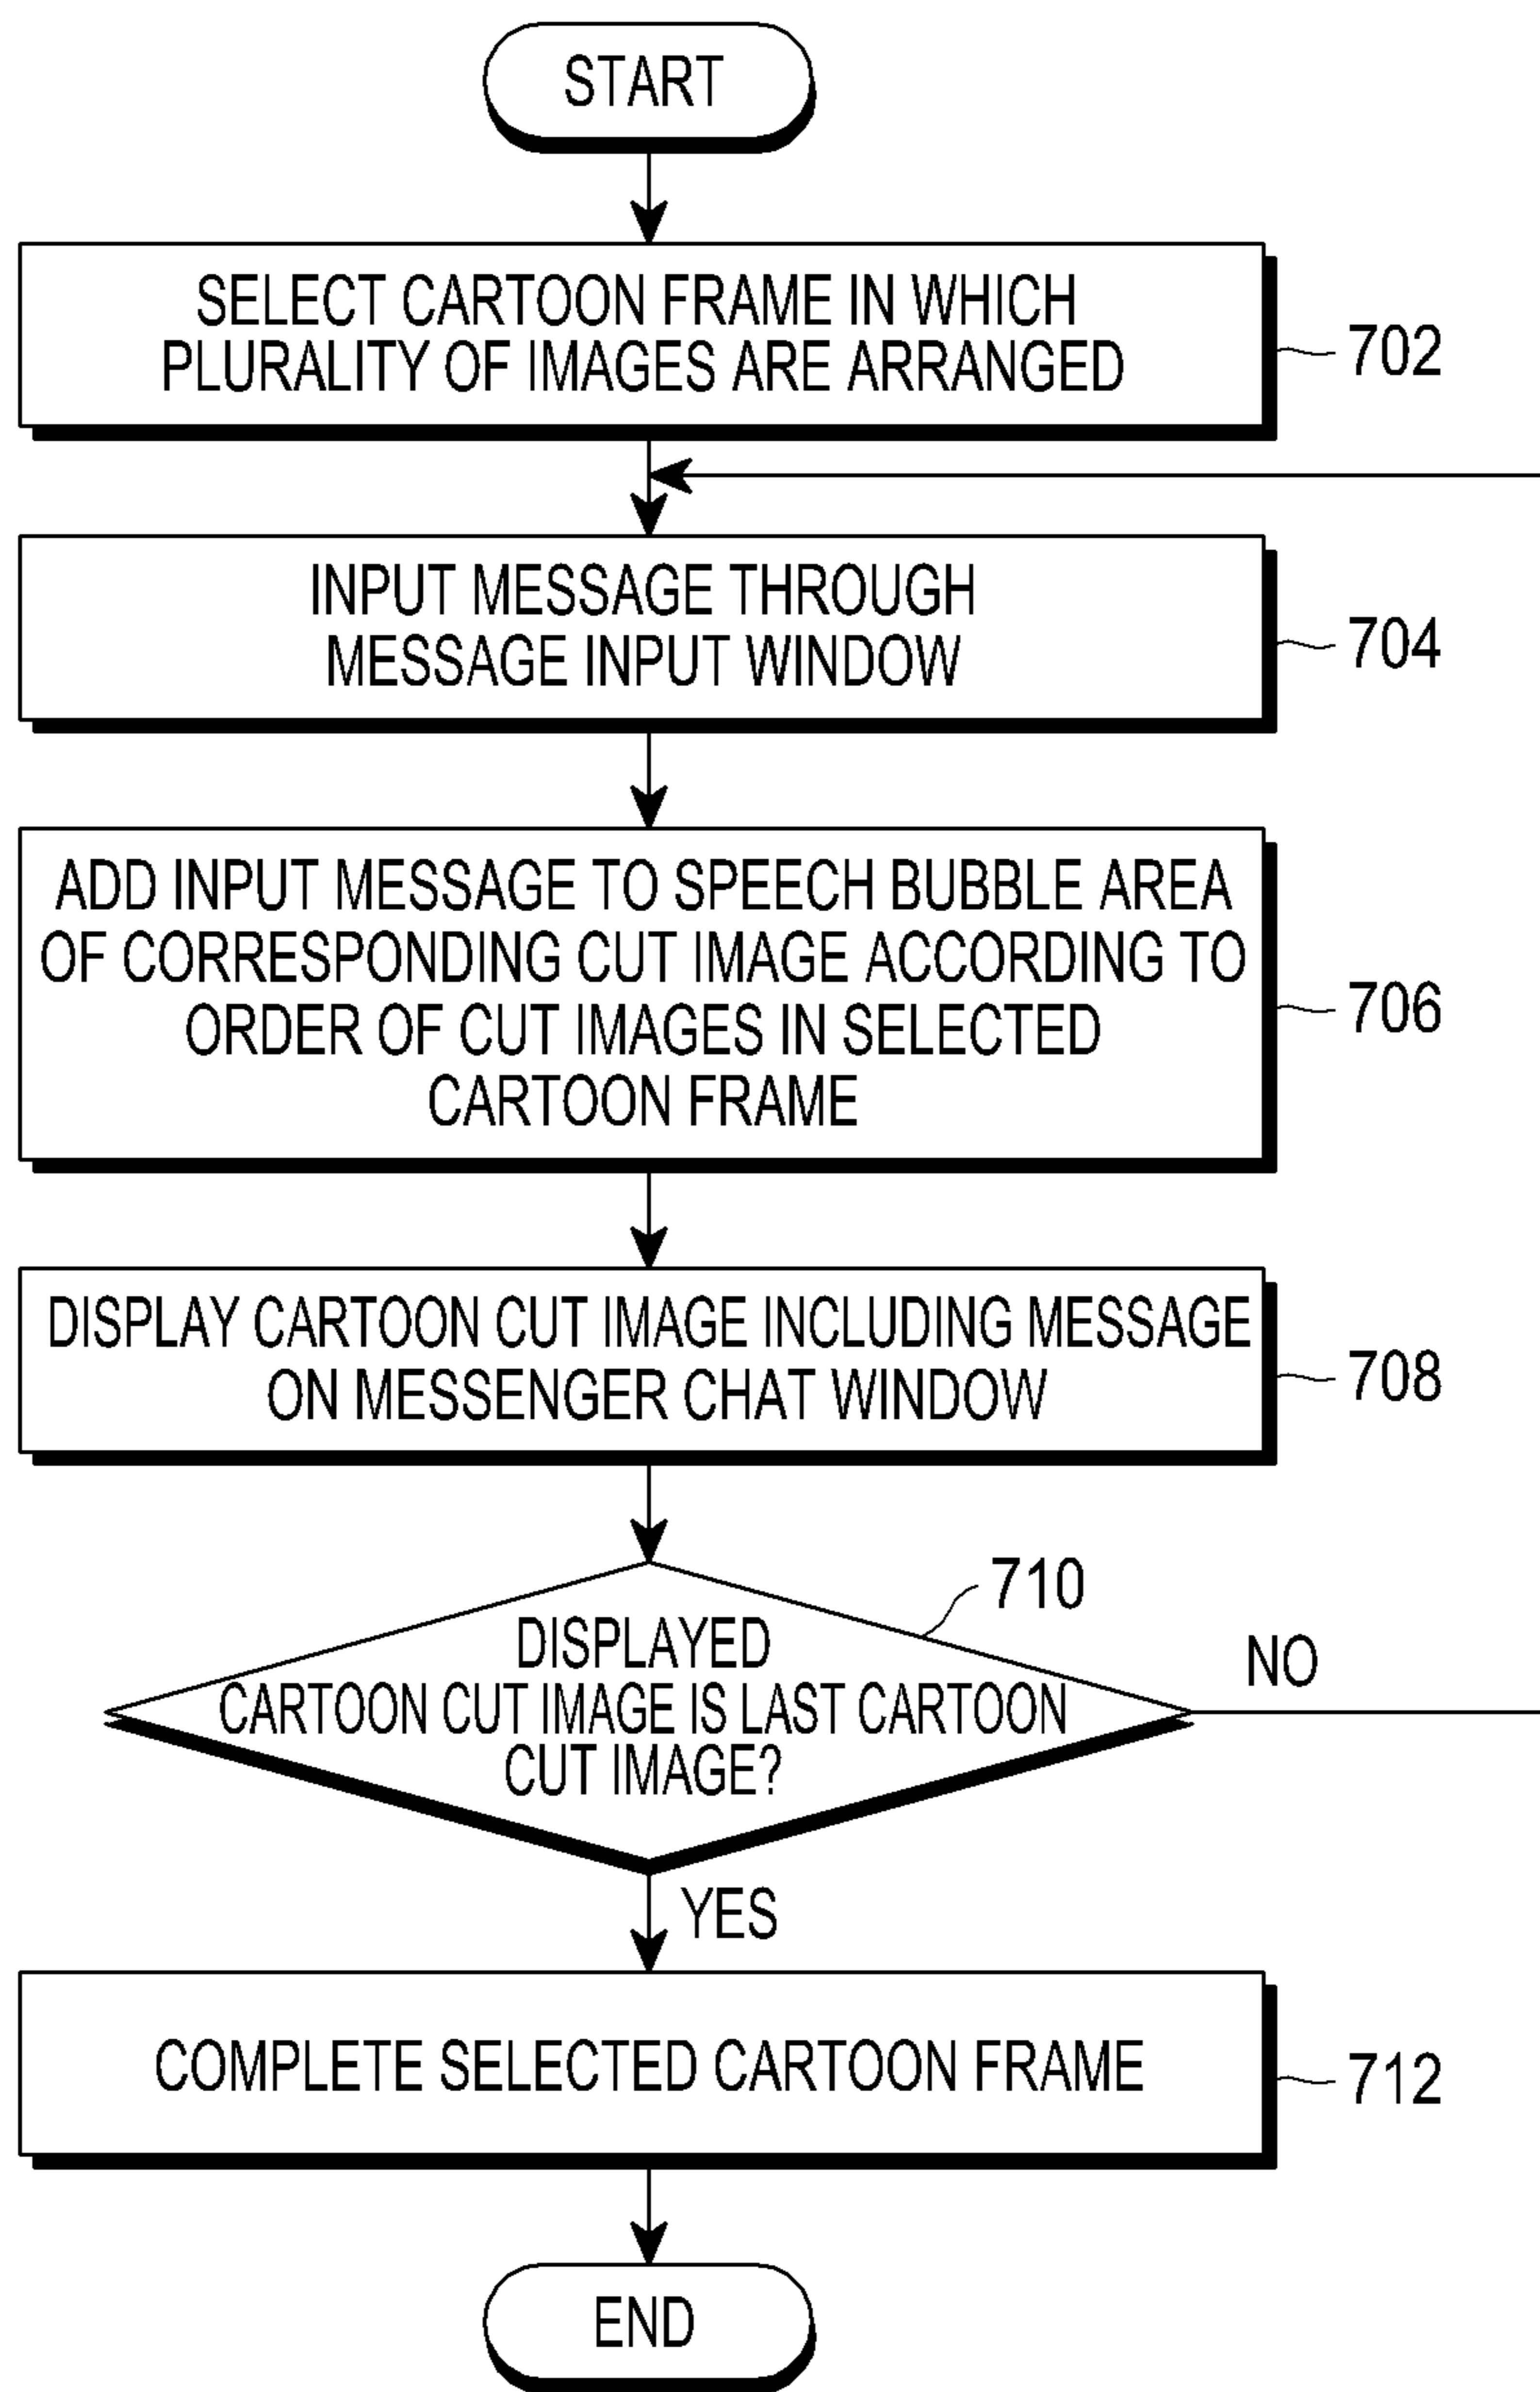 START
SELECT CARTOON FRAME IN WHICH
PLURALITY OF IMAGES ARE ARRANGED
702
INPUT MESSAGE THROUGH
MESSAGE INPUT WINDOW
704
ADD INPUT MESSAGE TO SPEECH BUBBLE AREA
OF CORRESPONDING CUT IMAGE ACCORDING TO
ORDER OF CUT IMAGES IN SELECTED
CARTOON FRAME
706
DISPLAY CARTOON CUT IMAGE INCLUDING MESSAGE
ON MESSENGER CHAT WINDOW
708
710
DISPLAYED
CARTOON CUT IMAGE IS LAST CARTOON
CUT IMAGE?
NO
YES
COMPLETE SELECTED CARTOON FRAME
712
END